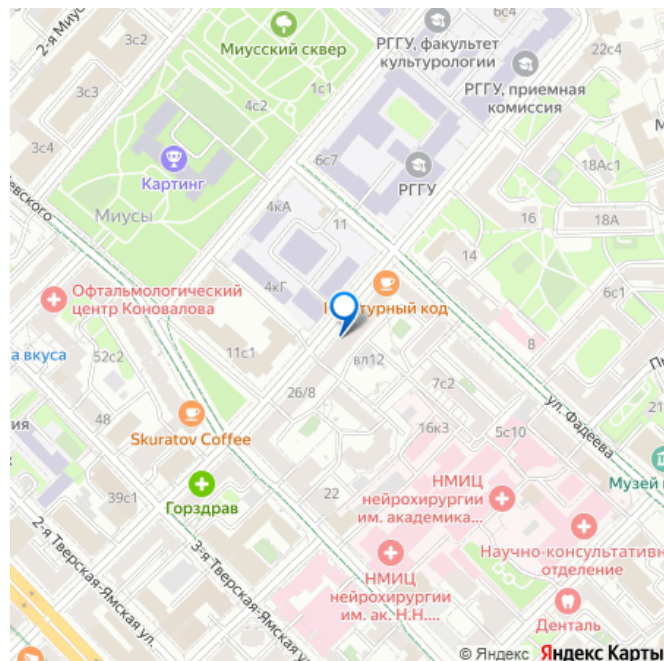 2-я Миус
3с2
Миусский сквер
6с4
РГГУ, факультет
культурологии
22с4
3с3
1с1
РГГУ, приемная
комиссия
4с2
3с4
Картинг
6с7
РГГУ
18Ас1
евского
Миусы
4кА
11
16
18А
14
4кГ
6с1
Офтальмологический
центр Коновалова
турный код
8
а вкуса
52с2
11с1
вл12
26/8
7с2
ул. Фадеева
21
48
ия
16к3
5с10
Skuratov Coffee
Музей
39с1
Горздрав
22
НМИЦ
нейрохирургии
им. академика...
2-я Тверская-Ямская ул.
3-я Тверская-Ямская ул.
Научно-консультативн
отделение
НМИЦ
нейрохирургии
им. ак. Н.Н....
Денталь
© Яндекс Яндекс Карты